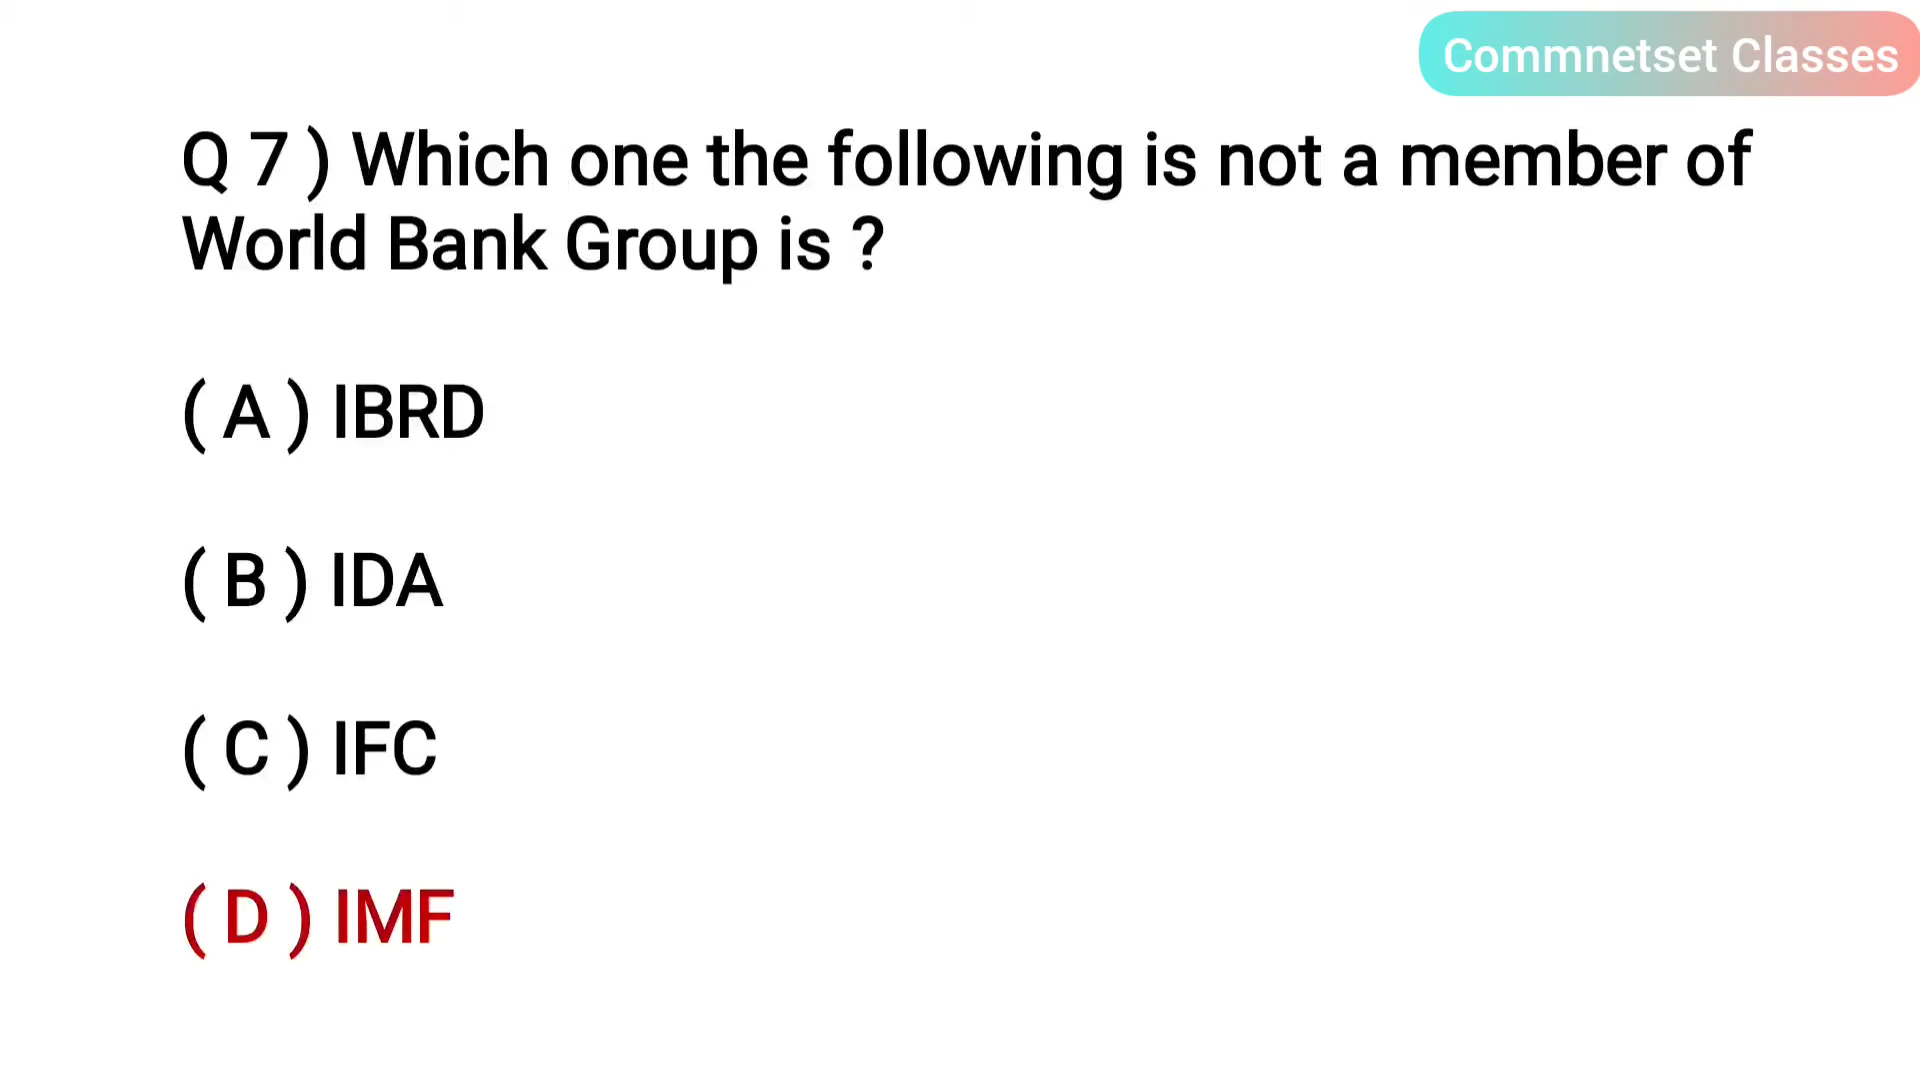 Commnetset Classes
Q 7 ) Which one the following is not a member of
World Bank Group is ?
( A ) IBRD
( B ) IDA
( C ) IFC
( D ) IMF